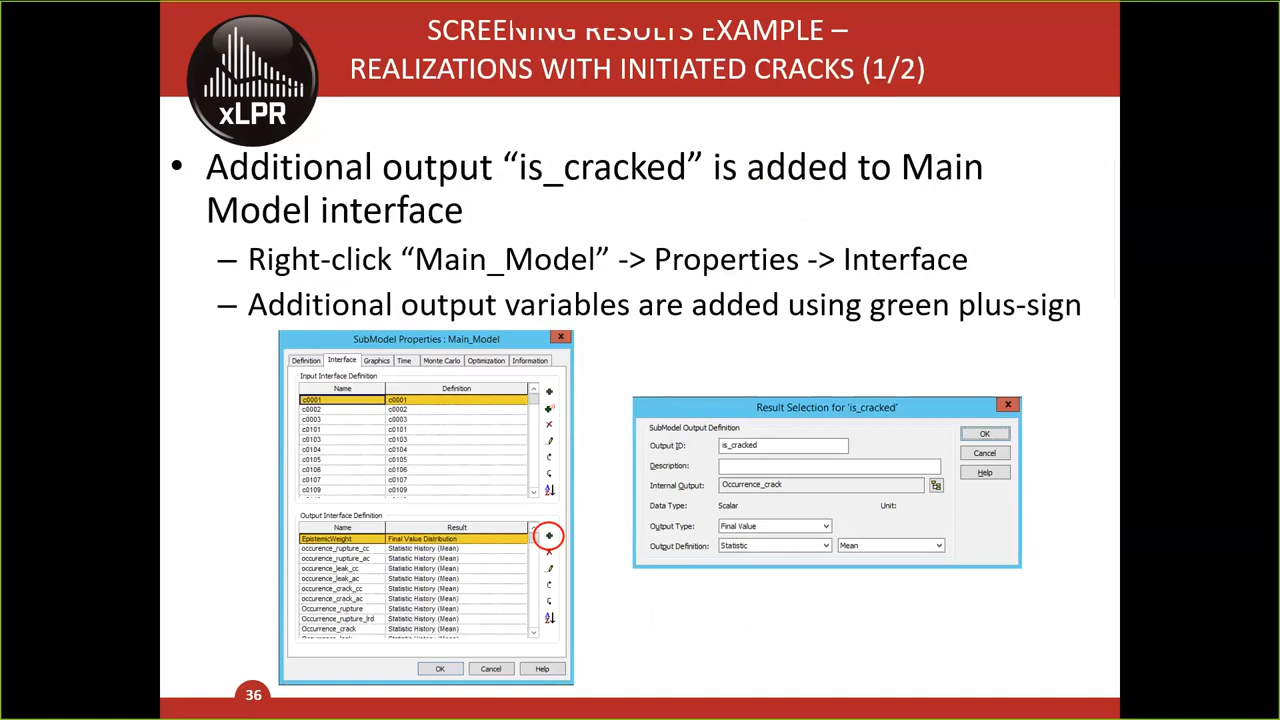 SCREENING RESULTS EXAMPLE –
REALIZATIONS WITH INITIATED CRACKS (1/2)
xLPR
• Additional output “is_cracked” is added to Main
Model interface
– Right-click “Main_Model” -> Properties -> Interface
– Additional output variables are added using green plus-sign
SubModel Properties : Main_Model
Definition Interface Graphics Time Monte Carlo Optimization Information
Input Interface Definition
Name Definition
c0001 c0001
c0002 c0002
c0003 c0003
c0101 c0101
c0103 c0103
c0104 c0104
c0105 c0105
c0106 c0106
c0107 c0107
c0109 c0109
Output Interface Definition
Name Result
EpistemicWeight Final Value Distribution
occurence_rupture_cc Statistic History (Mean)
occurence_rupture_ac Statistic History (Mean)
occurence_leak_cc Statistic History (Mean)
occurence_leak_ac Statistic History (Mean)
occurence_crack_cc Statistic History (Mean)
occurence_crack_ac Statistic History (Mean)
Occurrence_rupture Statistic History (Mean)
Occurrence_rupture_lrd Statistic History (Mean)
Occurrence_crack Statistic History (Mean)
OK Cancel Help
Result Selection for 'is_cracked'
SubModel Output Definition
Output ID: is_cracked
Description:
Internal Output: Occurrence_crack
Data Type: Scalar Unit:
Output Type: Final Value
Output Definition: Statistic Mean
OK
Cancel
Help
36